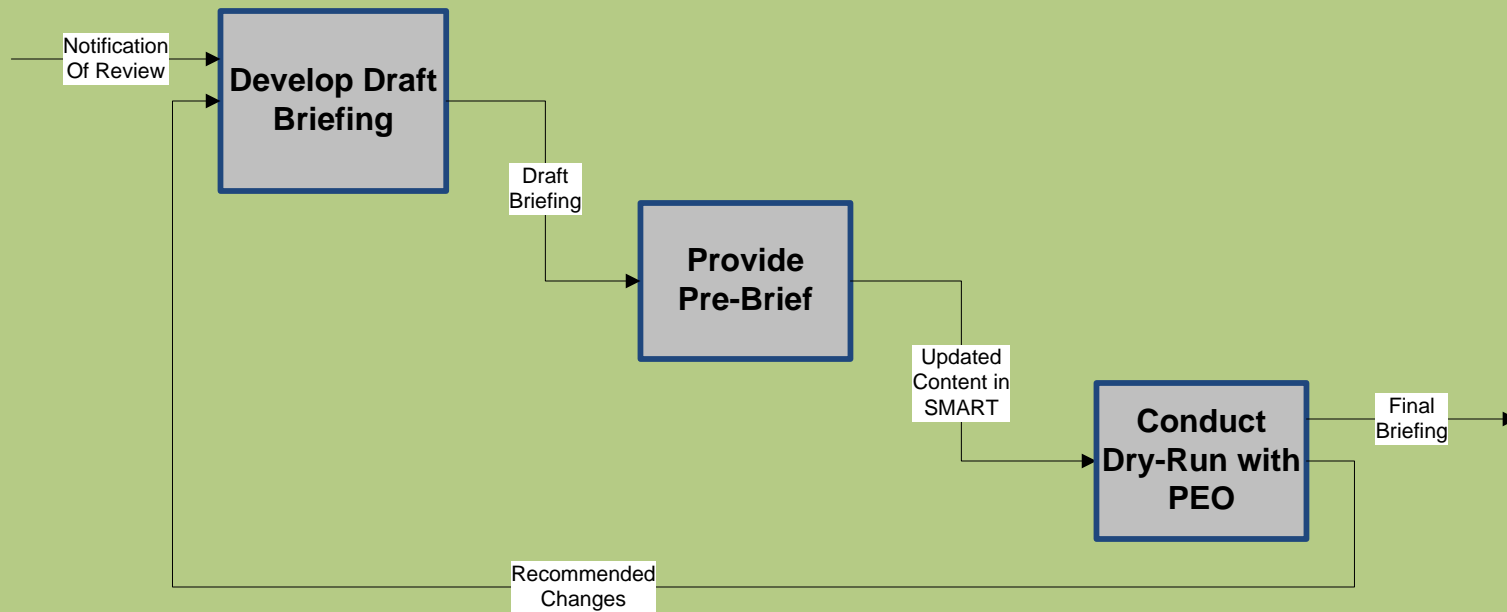 Notification
Of Review
Develop Draft
Briefing
Draft
Briefing
Provide
Pre-Brief
Updated
Content in
SMART
Conduct
Dry-Run with
PEO
Final
Briefing
Recommended
Changes